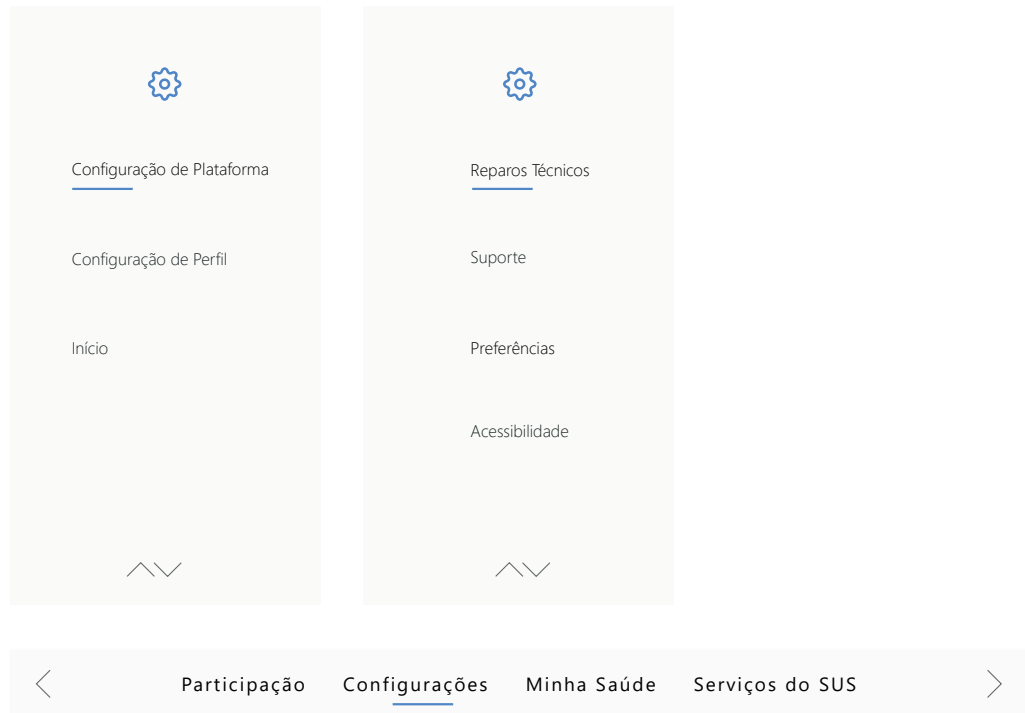 Configuração de Plataforma
Configuração de Perfil
Início
Reparos Técnicos
Suporte
Preferências
Acessibilidade
Participação Configurações Minha Saúde Serviços do SUS